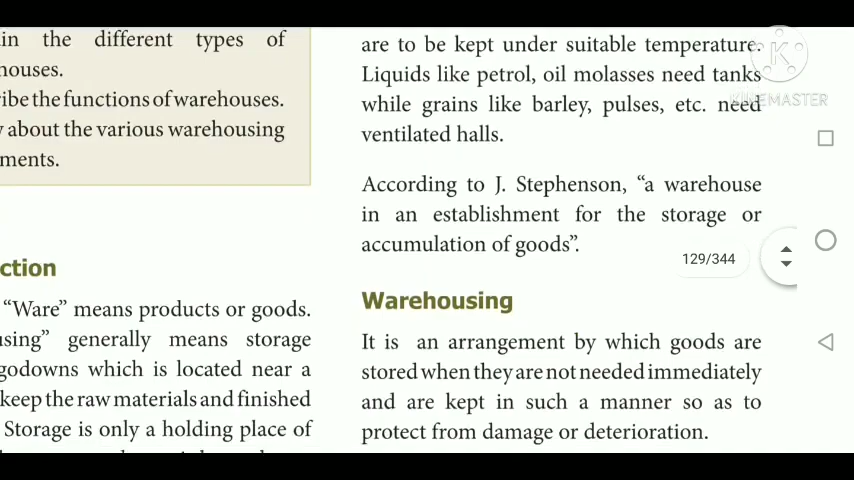 in the different types of
houses.
ribe the functions of warehouses.
about the various warehousing
ments.
ction
“Ware” means products or goods.
using” generally means storage
godowns which is located near a
keep the raw materials and finished
Storage is only a holding place of
are to be kept under suitable temperature.
Liquids like petrol, oil molasses need tanks
while grains like barley, pulses, etc. need
ventilated halls.
According to J. Stephenson, “a warehouse
in an establishment for the storage or
accumulation of goods”.
Warehousing
It is an arrangement by which goods are
stored when they are not needed immediately
and are kept in such a manner so as to
protect from damage or deterioration.
K
KINEMASTER
129/344